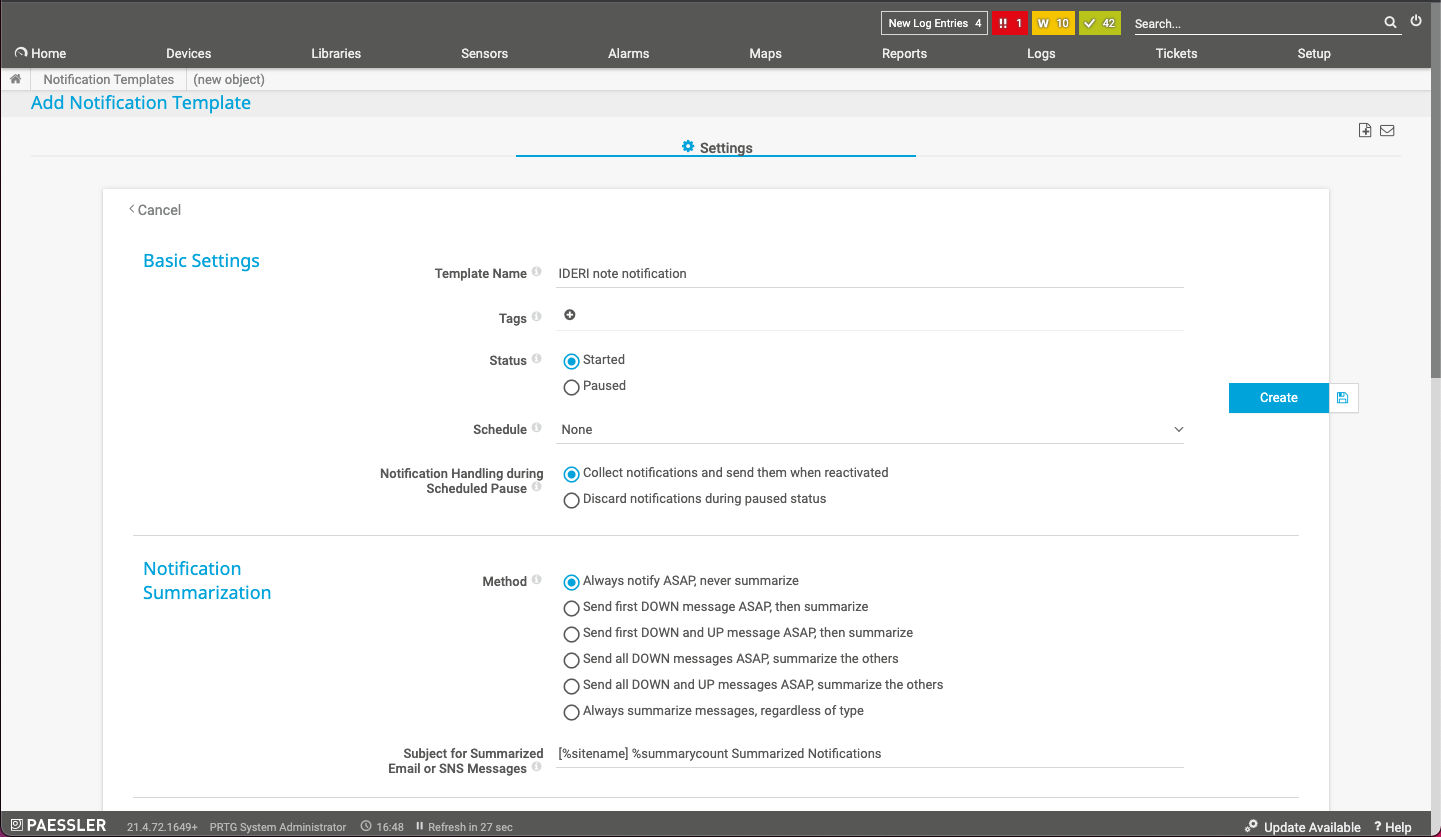 New Log Entries 4 !! 1 W 10 42 Search...
Home Devices Libraries Sensors Alarms Maps Reports Logs Tickets Setup
Notification Templates (new object)
Add Notification Template
Settings
Cancel
Basic Settings
Template Name IDERI note notification
Tags
Status Started
Paused
Create
Schedule None
Notification Handling during
Scheduled Pause
Collect notifications and send them when reactivated
Discard notifications during paused status
Notification
Summarization
Method Always notify ASAP, never summarize
Send first DOWN message ASAP, then summarize
Send first DOWN and UP message ASAP, then summarize
Send all DOWN messages ASAP, summarize the others
Send all DOWN and UP messages ASAP, summarize the others
Always summarize messages, regardless of type
Subject for Summarized
Email or SNS Messages
[%sitename] %summarycount Summarized Notifications
PAESSLER 21.4.72.1649+ PRTG System Administrator 16:48 Refresh in 27 sec Update Available ? Help